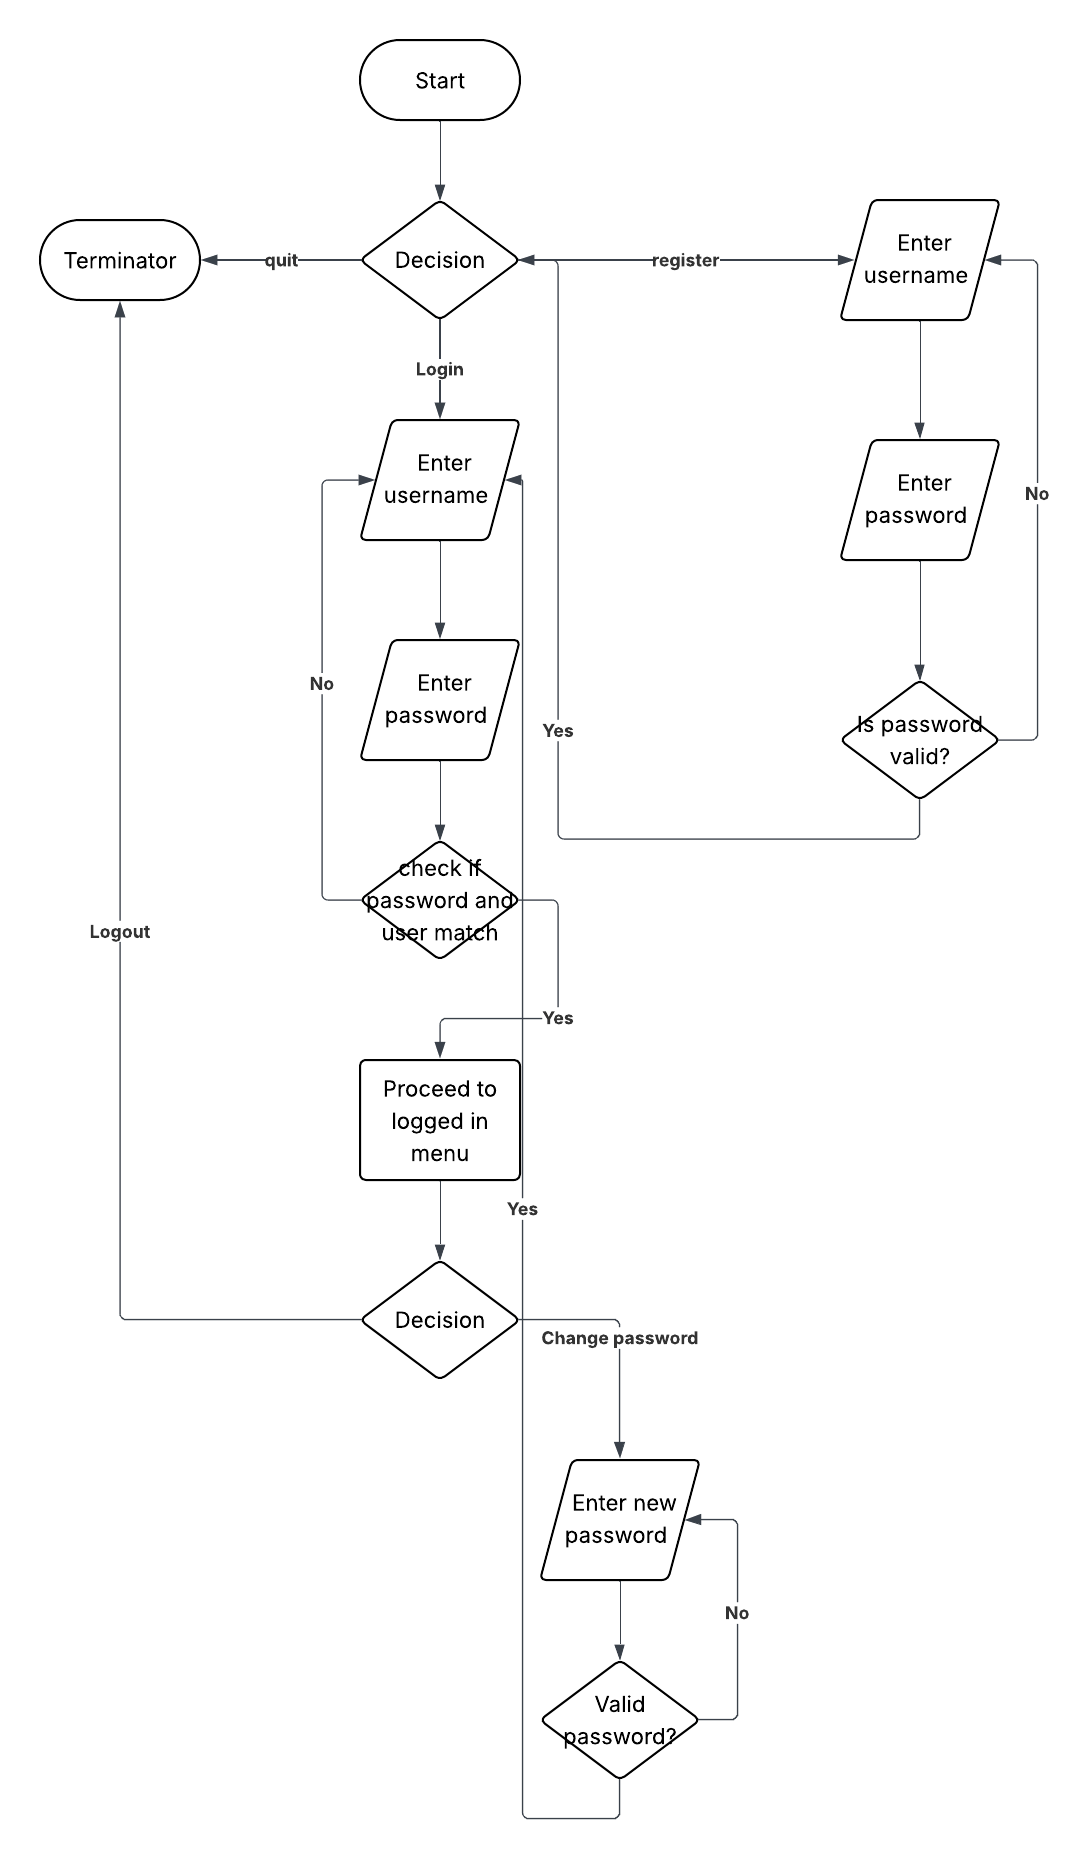 Start
Terminator
quit
Decision
register
Enter
username
Login
Enter
username
Enter
password
No
Enter
password
No
Yes
Is password
valid?
check if
password and
user match
Logout
Yes
Proceed to
logged in
menu
Yes
Decision
Change password
Enter new
password
No
Valid
password?